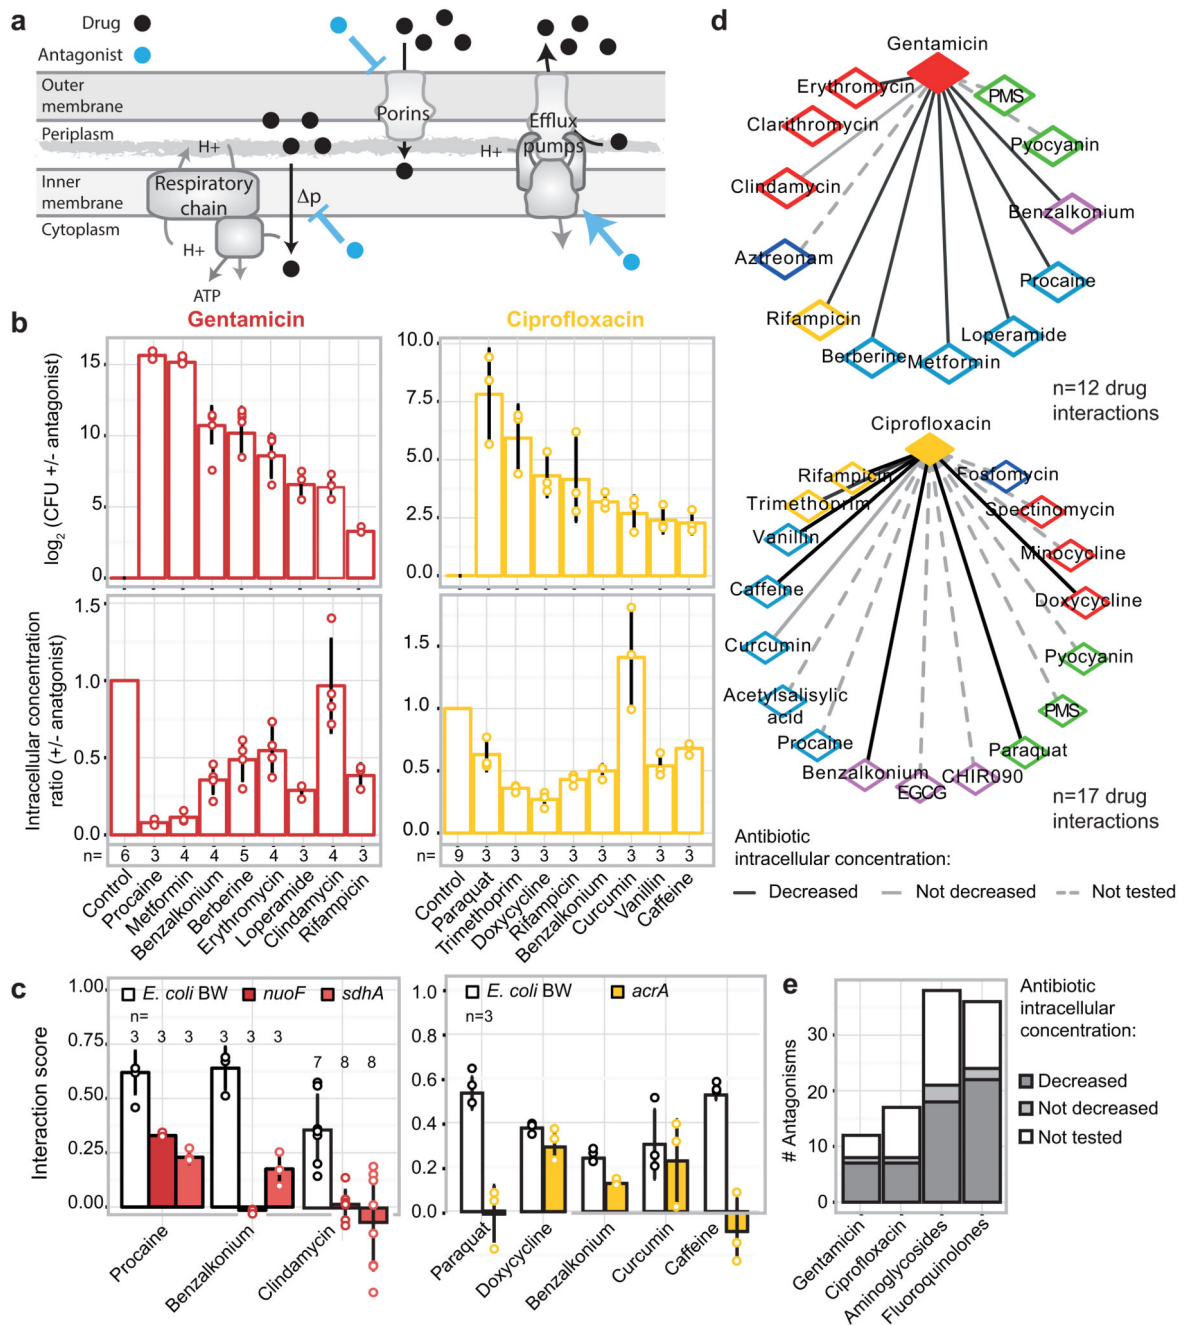 a
Drug
Antagonist
Outer
membrane
Porins
Efflux
pumps
Periplasm
H+
H+
Inner
membrane
Respiratory
chain
Δp
Cytoplasm
H+
ATP
b
Gentamicin
Ciprofloxacin
log2 (CFU +/- antagonist)
15
10
5
0
10.0
7.5
5.0
2.5
0.0
Intracellular concentration
ratio (+/- anatgonist)
1.5
1.0
0.5
0.0
1.5
1.0
0.5
0.0
n= 6 3 4 4 5 4 3 4 3
n= 9 3 3 3 3 3 3 3 3
Control
Procaine
Metformin
Benzalkonium
Berberine
Erythromycin
Loperamide
Clindamycin
Rifampicin
Control
Paraquat
Trimethoprim
Doxycycline
Rifampicin
Benzalkonium
Curcumin
Vanillin
Caffeine
c
Interaction score
1.00
0.75
0.50
0.25
0.00
E. coli BW nuoF sdhA
n=
3 3 3 3 3 3 7 8 8
Procaine
Benzalkonium
Clindamycin
1.0
0.8
0.6
0.4
0.2
0.0
E. coli BW acrA
n=3
Paraquat
Doxycycline
Benzalkonium
Curcumin
Caffeine
d
Gentamicin
Erythromycin
PMS
Clarithromycin
Pyocyanin
Clindamycin
Benzalkonium
Aztreonam
Procaine
Rifampicin
Loperamide
Berberine
Metformin
n=12 drug
interactions
Ciprofloxacin
Rifampicin
Fosfomycin
Trimethoprim
Spectinomycin
Vanillin
Minocycline
Caffeine
Doxycycline
Curcumin
Pyocyanin
Acetylsalisylic
acid
PMS
Procaine
Paraquat
Benzalkonium
EGCG
CHIR090
n=17 drug
interactions
Antibiotic
intracellular concentration:
Decreased
Not decreased
Not tested
e
# Antagonisms
30
20
10
0
Gentamicin
Ciprofloxacin
Aminoglycosides
Fluoroquinolones
Antibiotic
intracellular
concentration:
Decreased
Not decreased
Not tested